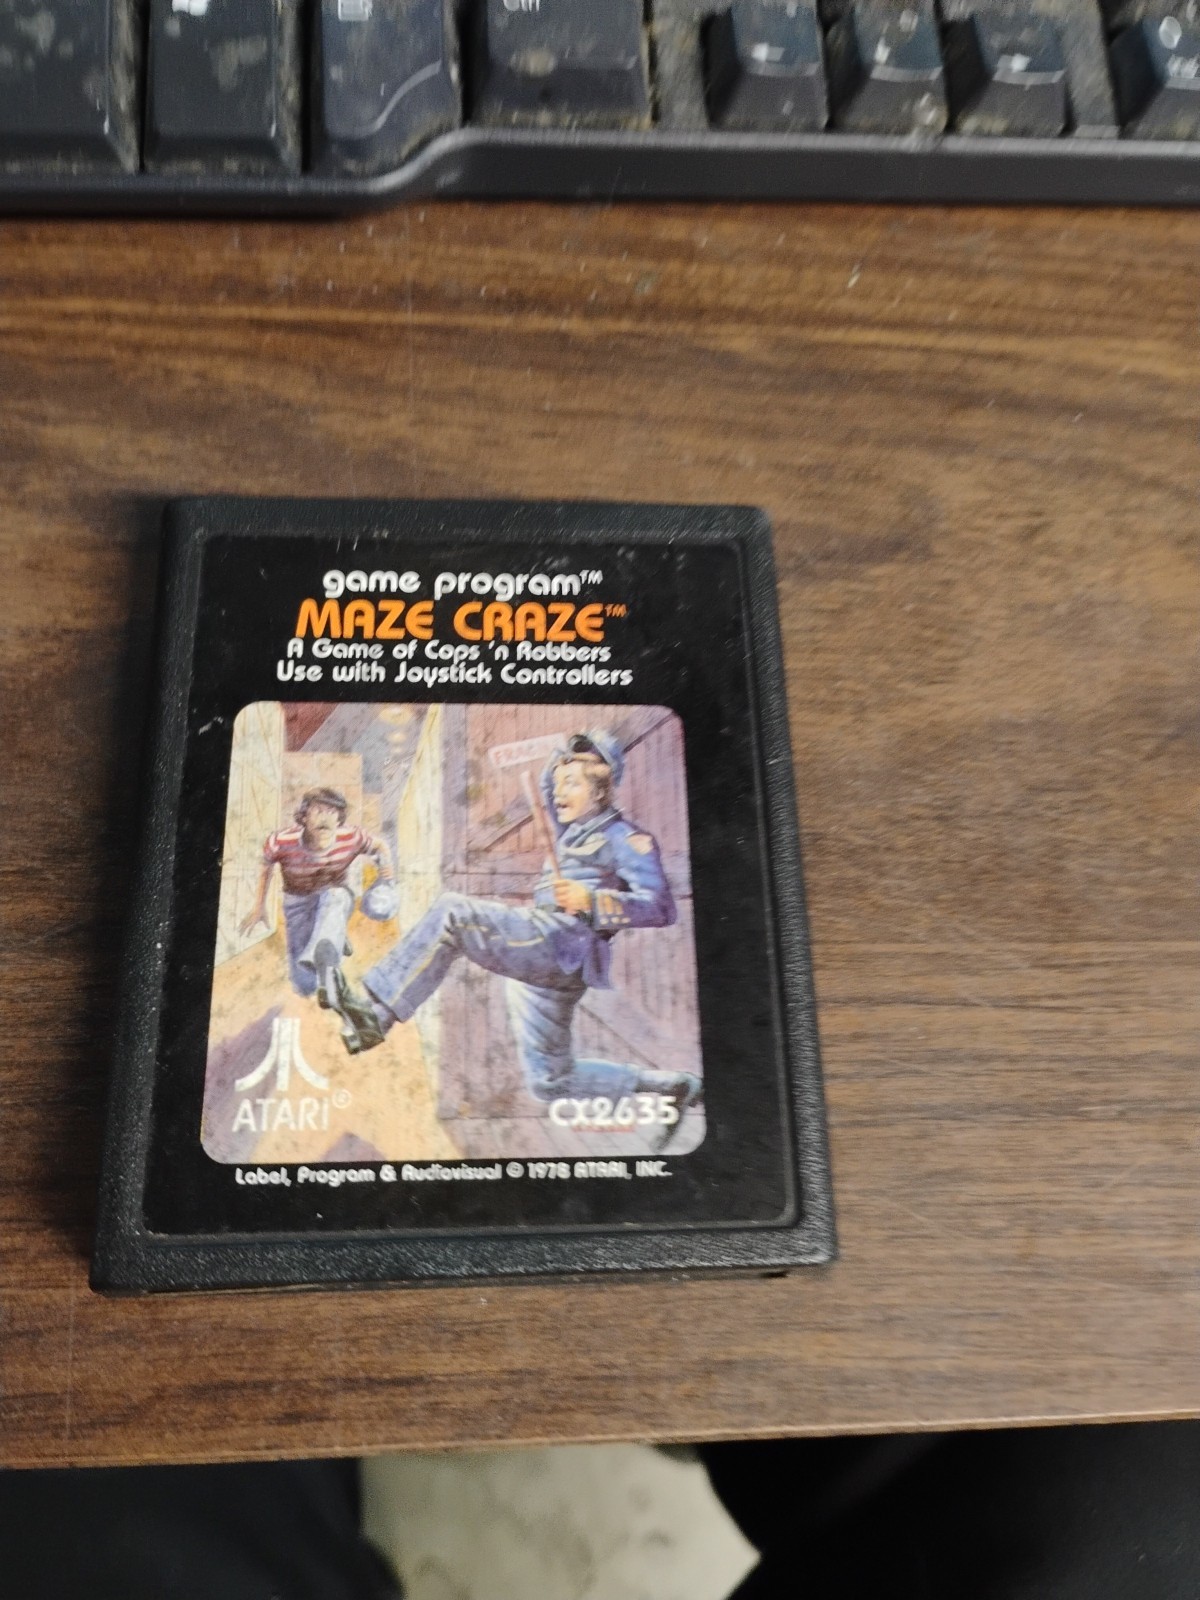 Ctrl
game program™
MAZE CRAZE™
A Game of Cops 'n Robbers
Use with Joystick Controllers
ATARI®
CX2635
Label, Program & Audiovisual © 1978 ATARI, INC.